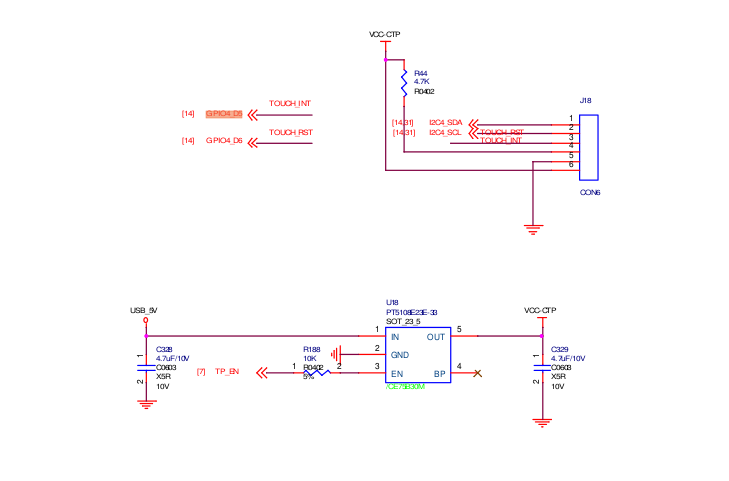 VCC-CTP
R44
4.7K
R0402
J18
TOUCH_INT
[14] GPIO4_D5
TOUCH_RST
[14] GPIO4_D6
[14,31] I2C4_SDA
[14,31] I2C4_SCL
TOUCH_RST
TOUCH_INT
1
2
3
4
5
6
CON6
U18
PT5108E23E-33
SOT_23_5
USB_5V
VCC-CTP
1 IN OUT 5
2 GND
3 EN BP 4
/CE75B30M
C328
4.7uF/10V
C0603
X5R
10V
1
2
R188
10K
R0402
5%
1
2
[7] TP_EN
C329
4.7uF/10V
C0603
X5R
10V
1
2